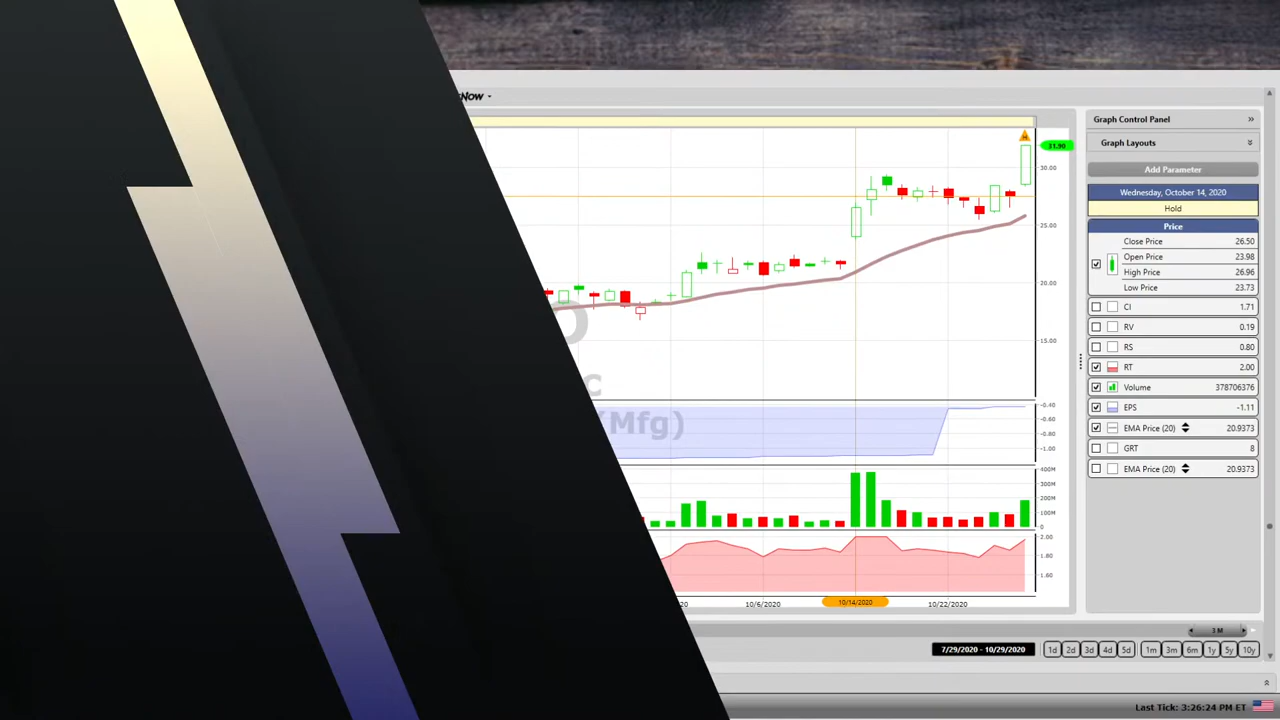 Now
Graph Control Panel
Graph Layouts
Add Parameter
Wednesday, October 14, 2020
Hold
Price
Close Price 26.50
Open Price 23.98
High Price 26.96
Low Price 23.73
CI 1.71
RV 0.19
RS 0.80
RT 2.00
Volume 378706376
EPS -1.11
EMA Price (20) 20.9373
GRT 8
EMA Price (20) 20.9373
31.90
30.00
25.00
20.00
15.00
(Mfg)
-0.40
-0.60
-0.80
-1.00
400M
300M
200M
100M
0
2.00
1.80
1.60
10/6/2020
10/14/2020
10/22/2020
3 M
7/29/2020 - 10/29/2020
1d 2d 3d 4d 5d 1m 3m 6m 1y 5y 10y
Last Tick: 3:26:24 PM ET